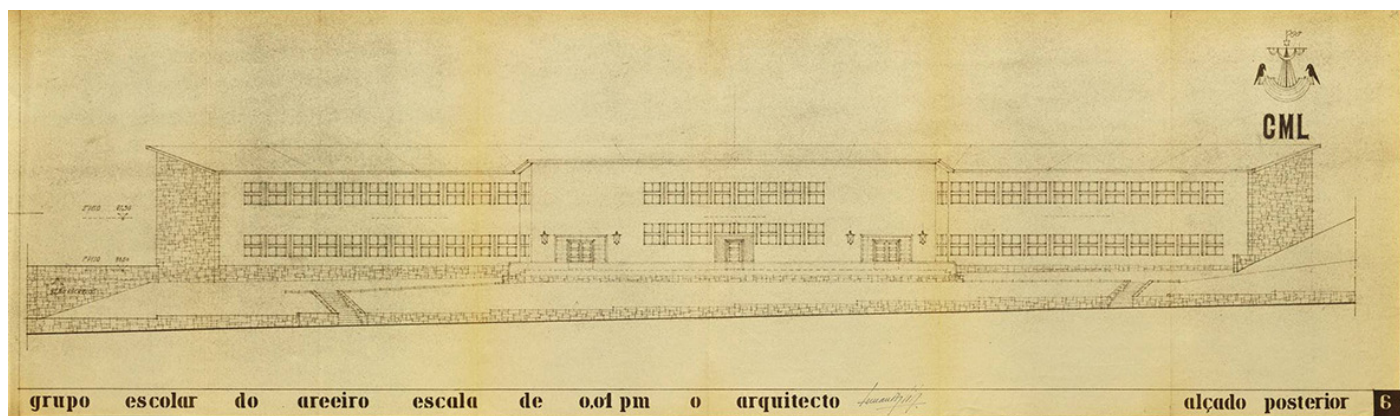 CML
grupo escolar do areeiro escala de 0,01 pm o arquitecto
alçado posterior 6